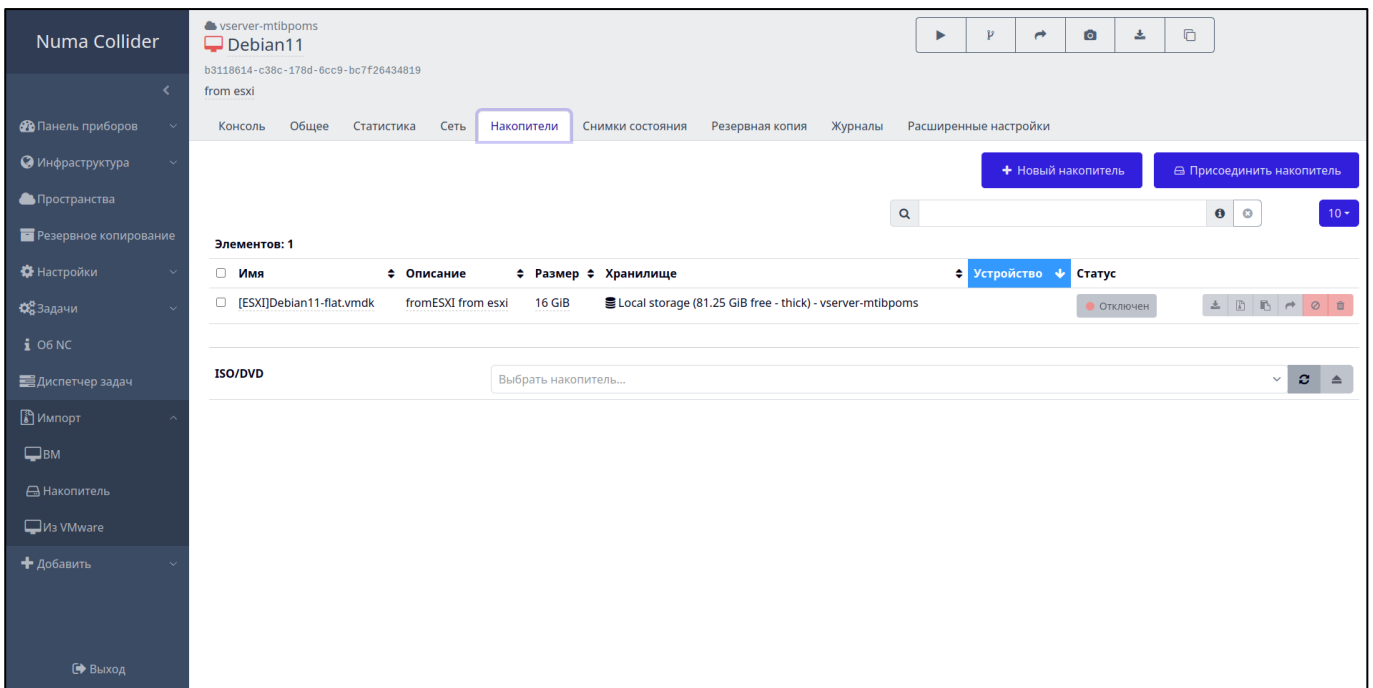 Numa Collider
Панель приборов
Инфраструктура
Пространства
Резервное копирование
Настройки
Задачи
Об NC
Диспетчер задач
Импорт
ВМ
Накопитель
Из VMware
Добавить
Выход
vserver-mtibpoms
Debian11
b3118614-c38c-178d-6cc9-bc7f26434819
from esxi
Консоль Общее Статистика Сеть Накопители Снимки состояния Резервная копия Журналы Расширенные настройки
Новый накопитель Присоединить накопитель
10
Элементов: 1
Имя Описание Размер Хранилище Устройство Статус
[ESXI]Debian11-flat.vmdk fromESXI from esxi 16 GiB Local storage (81.25 GiB free - thick) - vserver-mtibpoms Отключен
ISO/DVD Выбрать накопитель...